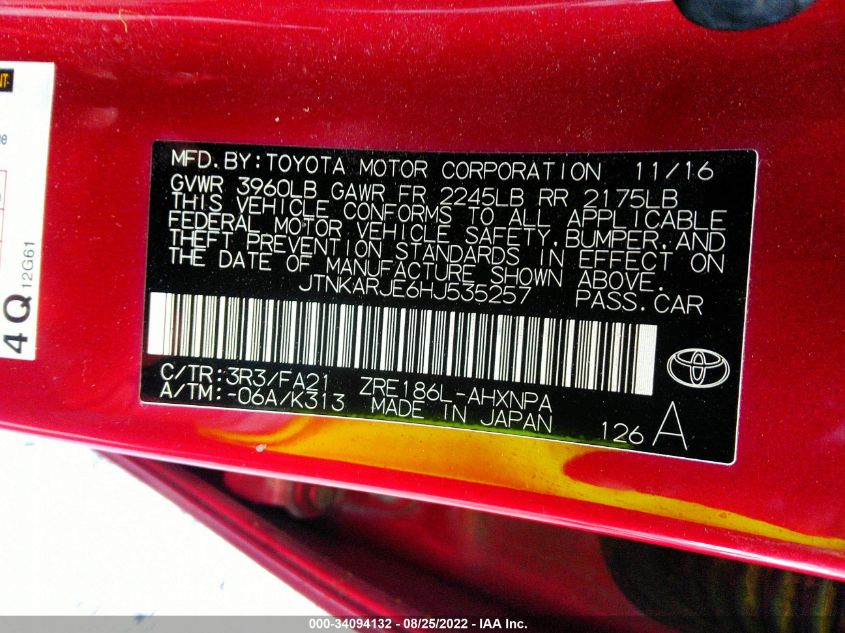 NT
ue
4Q 12G61
MFD. BY: TOYOTA MOTOR CORPORATION 11/16
GVWR 3960LB GAWR FR 2245LB RR 2175LB
THIS VEHICLE CONFORMS TO ALL APPLICABLE
FEDERAL MOTOR VEHICLE SAFETY, BUMPER, AND
THEFT PREVENTION STANDARDS IN EFFECT ON
THE DATE OF MANUFACTURE SHOWN ABOVE.
JTNKARJE6HJ535257 PASS. CAR
C/TR: 3R3/FA21 ZRE186L-AHXNPA
A/TM: -06A/K313 MADE IN JAPAN
126 A
000-34094132 - 08/25/2022 - IAA Inc.